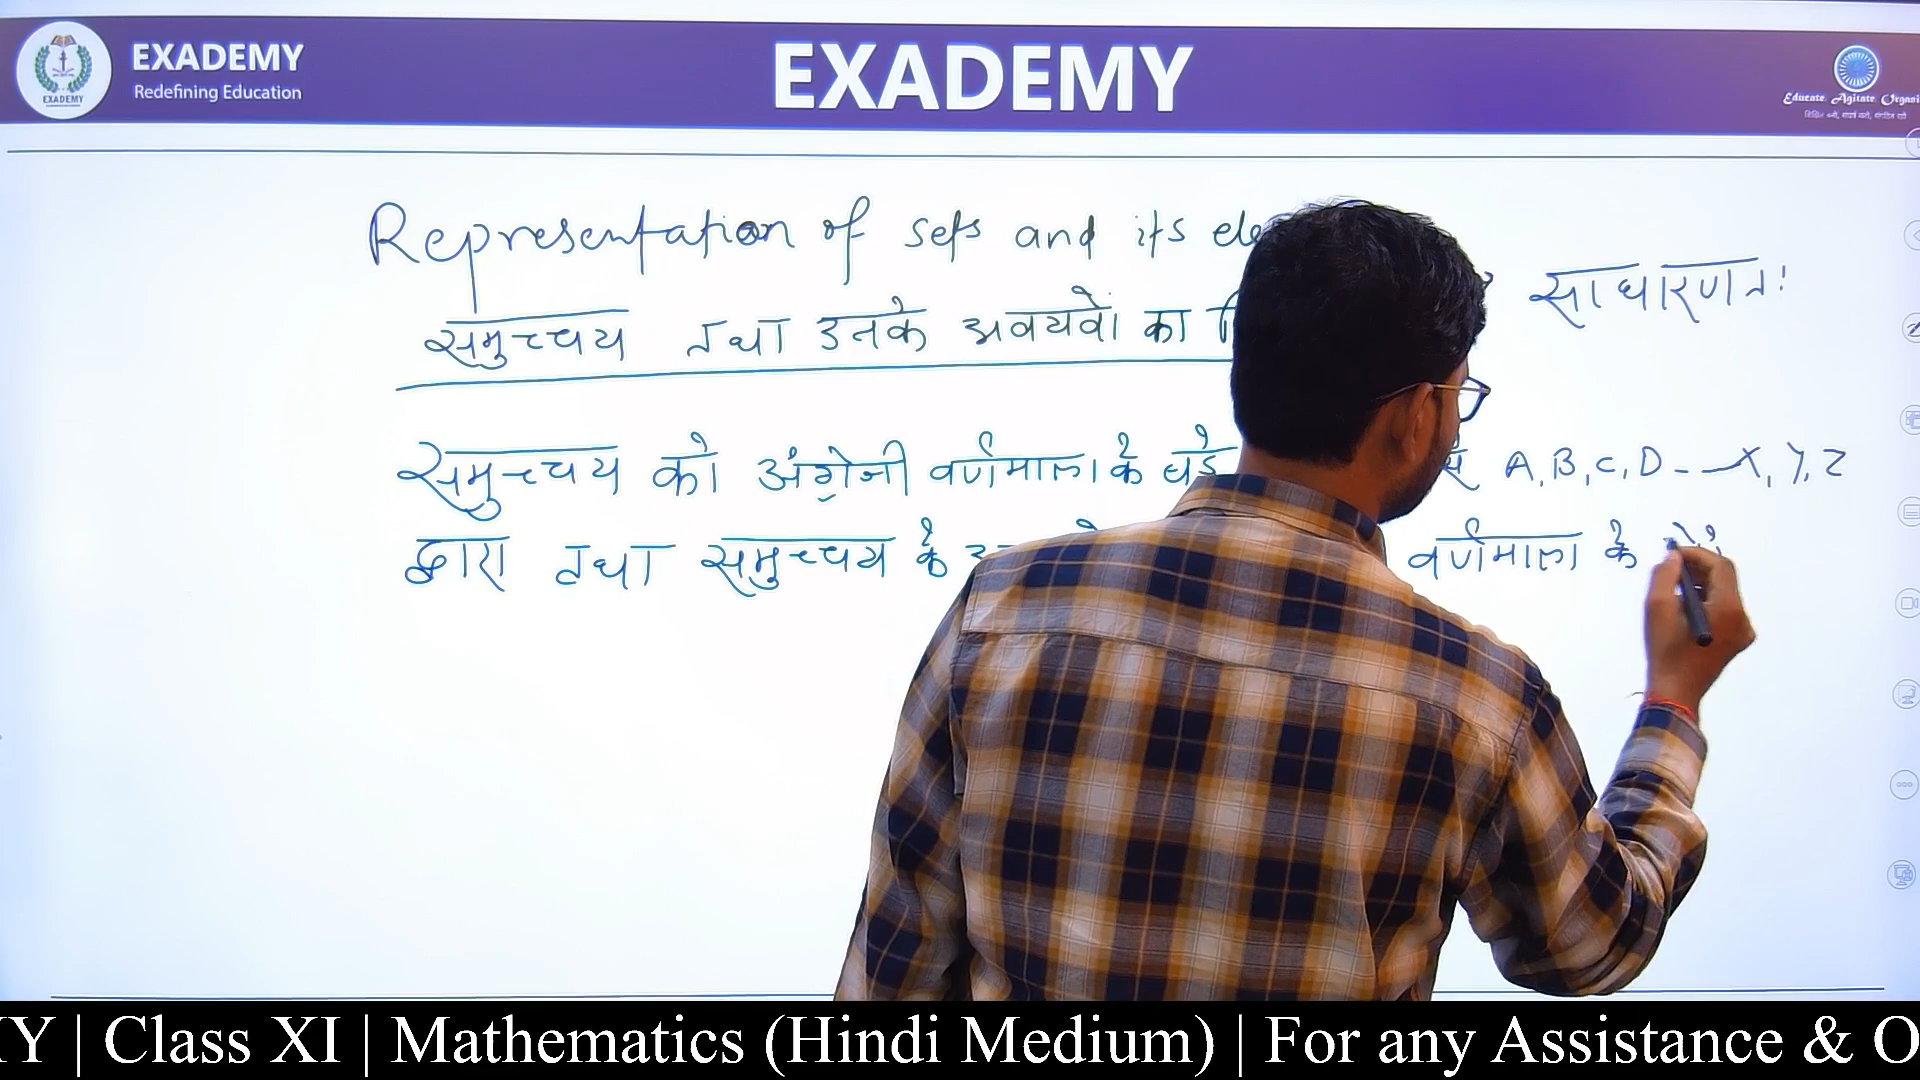 EXADEMY
Redefining Education
EXADEMY
EXADEMY
Educate Agitate Organi
Representation of sets and its ele
साधारणतः
समुच्चय तथा उनके अवयवों का
समुच्चय को अंग्रेजी वर्णमाला के A, B, C, D - - X, Y, Z
द्वारा तथा समुच्चय के वर्णमाला के
Y | Class XI | Mathematics (Hindi Medium) | For any Assistance & O